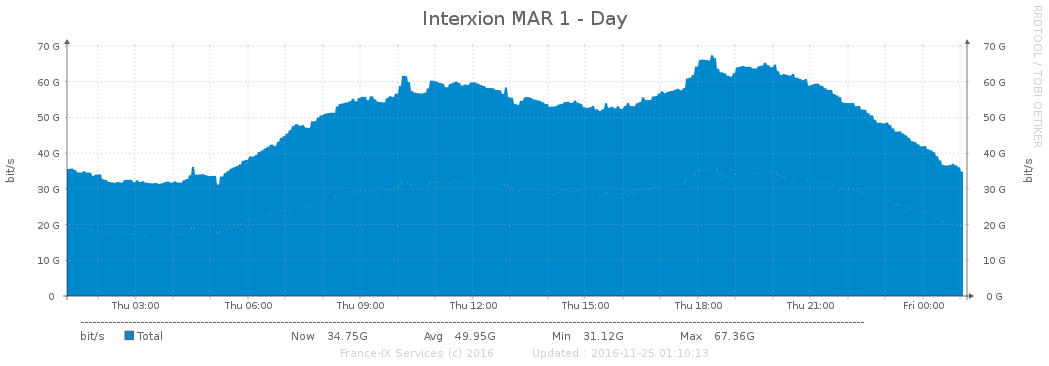 Interxion MAR 1 - Day
RRDTOOL / TOBI OETIKER
70 G 70 G
60 G 60 G
50 G 50 G
40 G 40 G
30 G 30 G
20 G 20 G
10 G 10 G
0 0 G
bit/s bit/s
Thu 03:00 Thu 06:00 Thu 09:00 Thu 12:00 Thu 15:00 Thu 18:00 Thu 21:00 Fri 00:00
bit/s Total Now 34.75G Avg 49.95G Min 31.12G Max 67.36G
France-IX Services (c) 2016 Updated : 2016-11-25 01:10:13